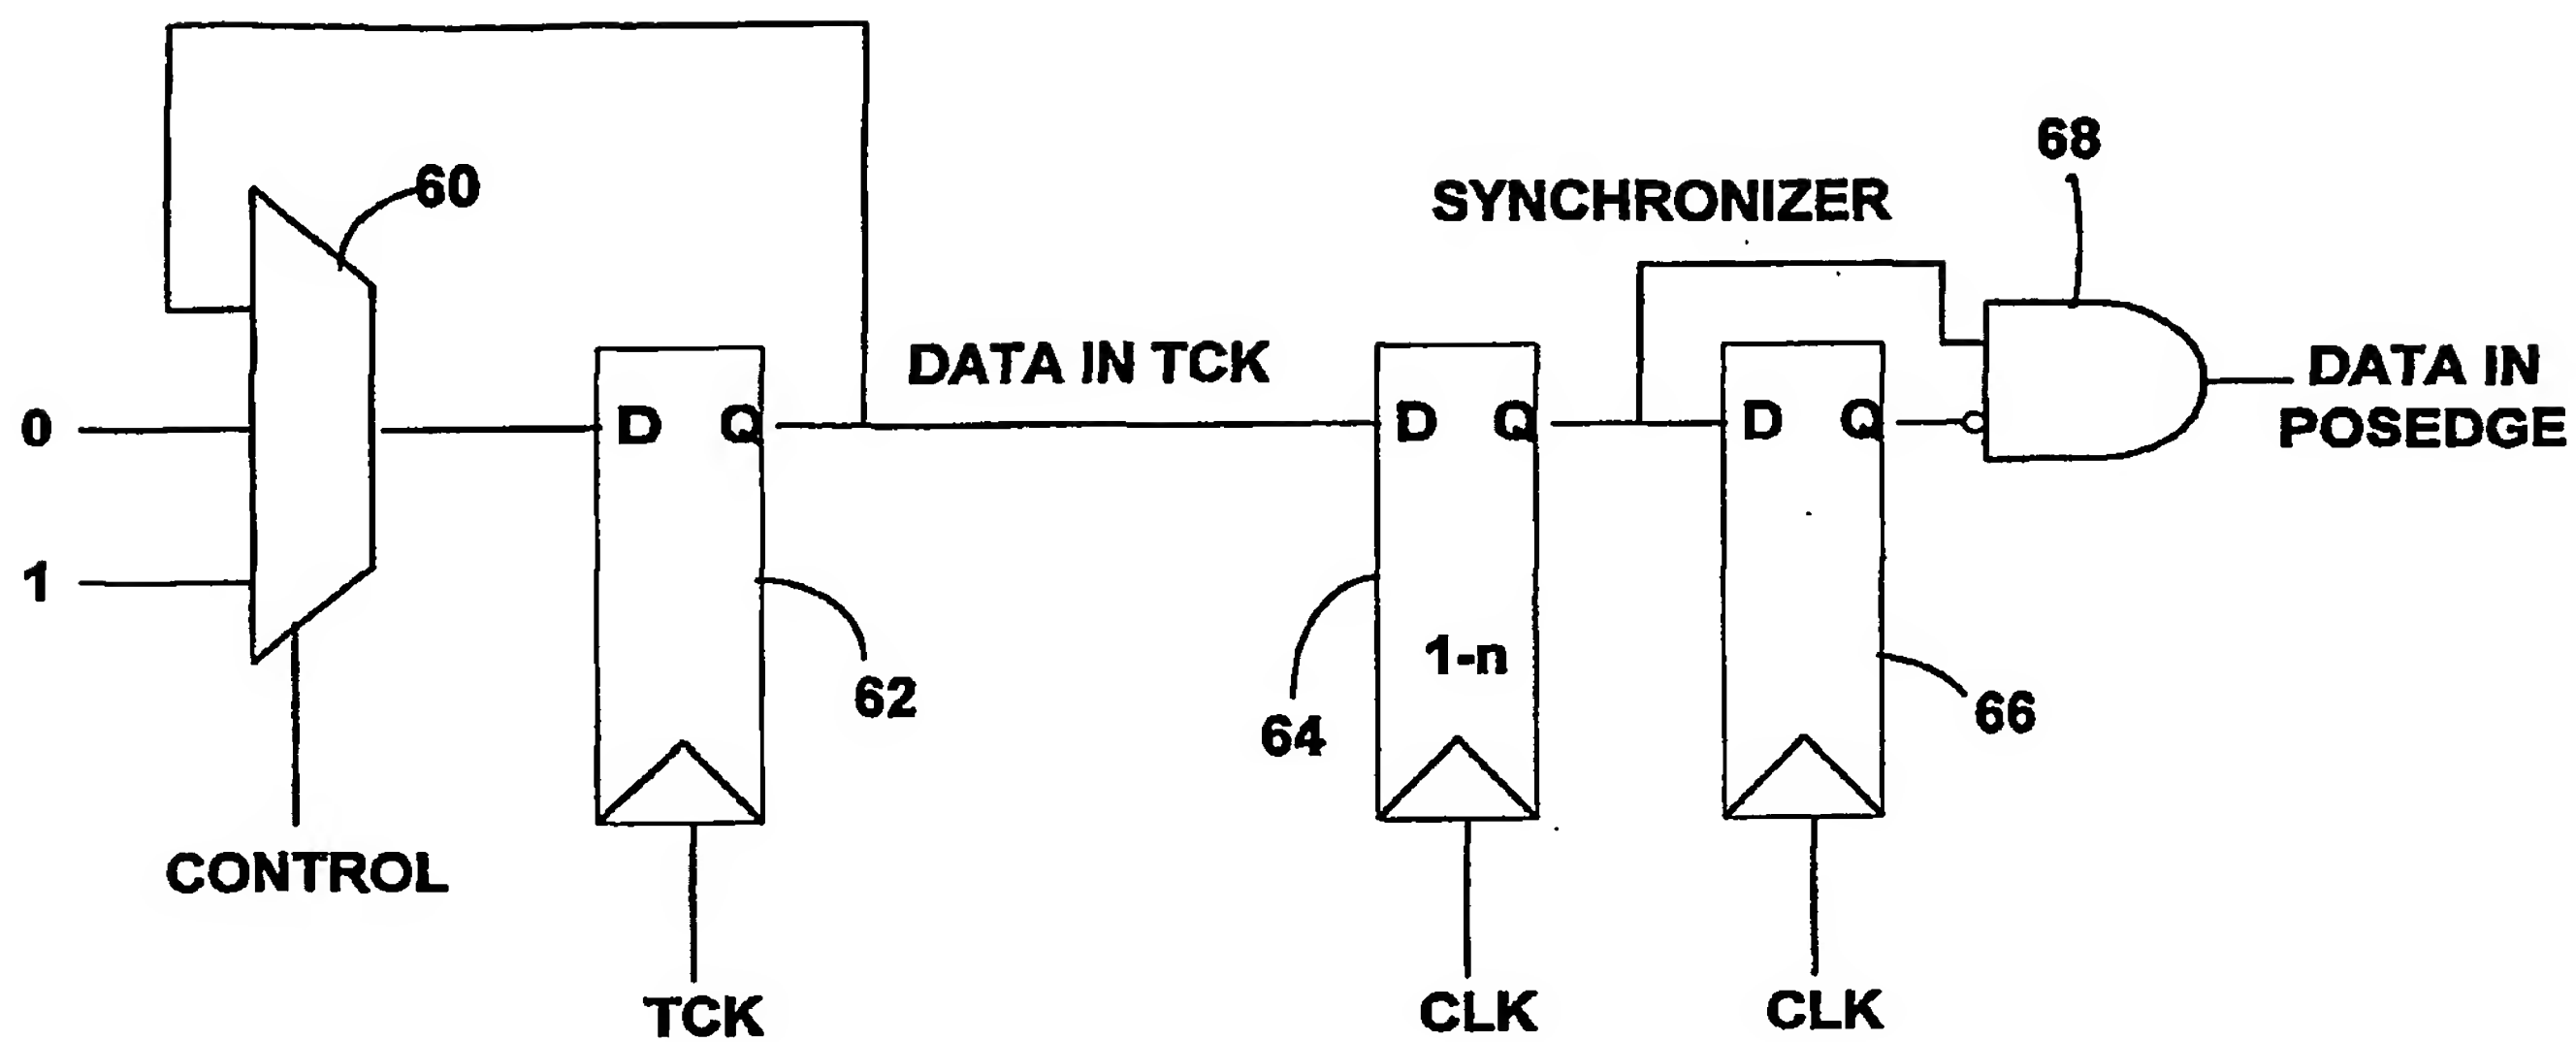 60
68
SYNCHRONIZER
0
1
D Q
DATA IN TCK
D Q
D Q
DATA IN
POSEDGE
1-n
62
64
66
CONTROL
TCK
CLK
CLK